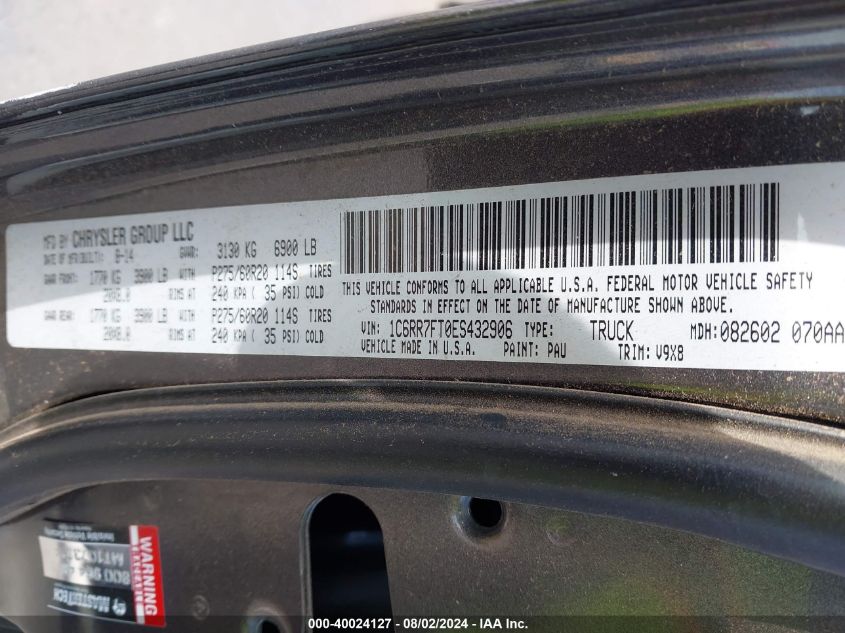 MFD BY CHRYSLER GROUP LLC
DATE OF MFR(BUILT): 8-14 GVWR: 3130 KG 6900 LB
GAWR FRONT: 1770 KG 3900 LB WITH P275/60R20 114S TIRES
20X8.0 RIMS AT 240 KPA ( 35 PSI) COLD
GAWR REAR: 1770 KG 3900 LB WITH P275/60R20 114S TIRES
20X8.0 RIMS AT 240 KPA ( 35 PSI) COLD
THIS VEHICLE CONFORMS TO ALL APPLICABLE U.S.A. FEDERAL MOTOR VEHICLE SAFETY
STANDARDS IN EFFECT ON THE DATE OF MANUFACTURE SHOWN ABOVE.
VIN: 1C6RR7FT0ES432906 TYPE: TRUCK MDH: 082602 070AA
VEHICLE MADE IN U.S.A. PAINT: PAU TRIM: V9X8
WARNING
MASTERTECH
Invisible Vehicle
000-40024127 - 08/02/2024 - IAA Inc.